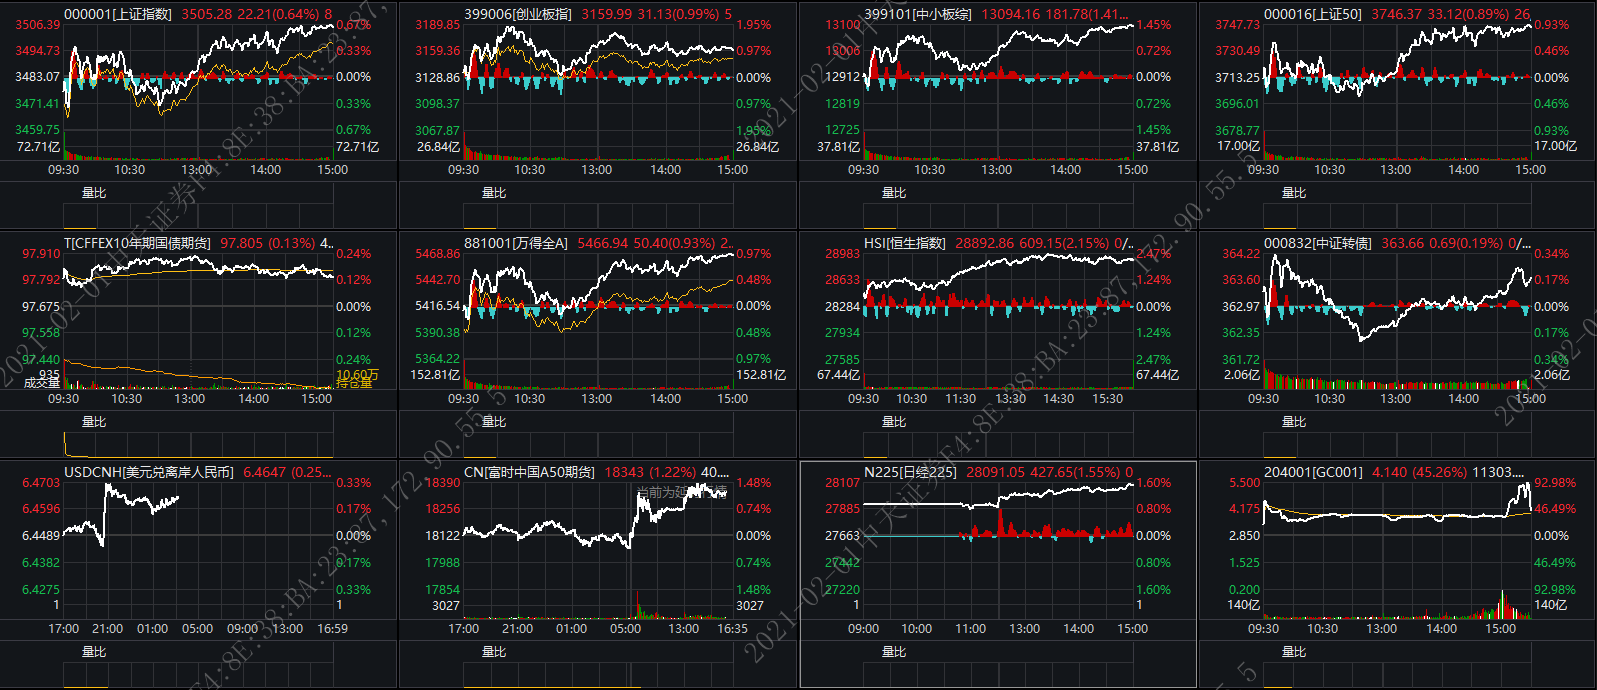 000001[上证指数] 3505.28 22.21(0.64%) 8
3506.39 0.67%
3494.73 0.33%
3483.07 0.00%
3471.41 0.33%
3459.75 0.67%
72.71亿 72.71亿
09:30 10:30 13:00 14:00 15:00
量比
399006[创业板指] 3159.99 31.13(0.99%) 5
3189.85 1.95%
3159.36 0.97%
3128.86 0.00%
3098.37 0.97%
3067.87 1.95%
26.84亿 26.84亿
09:30 10:30 13:00 14:00 15:00
量比
399101[中小板综] 13094.16 181.78(1.41...
13100 1.45%
13006 0.72%
12912 0.00%
12819 0.72%
12725 1.45%
37.81亿 37.81亿
09:30 10:30 13:00 14:00 15:00
量比
000016[上证50] 3746.37 33.12(0.89%) 26
3747.73 0.93%
3730.49 0.46%
3713.25 0.00%
3696.01 0.46%
3678.77 0.93%
17.00亿 17.00亿
09:30 10:30 13:00 14:00 15:00
量比
T[CFFEX10年期国债期货] 97.805 (0.13%) 4..
97.910 0.24%
97.792 0.12%
97.675 0.00%
97.558 0.12%
97.440 0.24%
935 10.60万
成交量 持仓量
09:30 10:30 13:00 14:00 15:00
量比
881001[万得全A] 5466.94 50.40(0.93%) 2..
5468.86 0.97%
5442.70 0.48%
5416.54 0.00%
5390.38 0.48%
5364.22 0.97%
152.81亿 152.81亿
09:30 10:30 13:00 14:00 15:00
量比
HSI[恒生指数] 28892.86 609.15(2.15%) 0/..
28983 2.47%
28633 1.24%
28284 0.00%
27934 1.24%
27585 2.47%
67.44亿 67.44亿
09:30 10:30 11:30 13:30 14:30 15:30
量比
000832[中证转债] 363.66 0.69(0.19%) 0/...
364.22 0.34%
363.60 0.17%
362.97 0.00%
362.35 0.17%
361.72 0.34%
2.06亿 2.06亿
09:30 10:30 13:00 14:00 15:00
量比
USDCNH[美元兑离岸人民币] 6.4647 (0.25...
6.4703 0.33%
6.4596 0.17%
6.4489 0.00%
6.4382 0.17%
6.4275 0.33%
1 1
17:00 21:00 01:00 05:00 09:00 13:00 16:59
量比
CN[富时中国A50期货] 18343 (1.22%) 40....
当前为延时行情
18390 1.48%
18256 0.74%
18122 0.00%
17988 0.74%
17854 1.48%
3027 3027
17:00 21:00 01:00 05:00 13:00 16:35
量比
N225[日经225] 28091.05 427.65(1.55%) 0
28107 1.60%
27885 0.80%
27663 0.00%
27442 0.80%
27220 1.60%
1 1
09:00 10:00 11:00 13:00 14:00 15:00
量比
204001[GC001] 4.140 (45.26%) 11303....
5.500 92.98%
4.175 46.49%
2.850 0.00%
1.525 46.49%
0.200 92.98%
140亿 140亿
09:30 10:30 13:00 14:00 15:00
量比